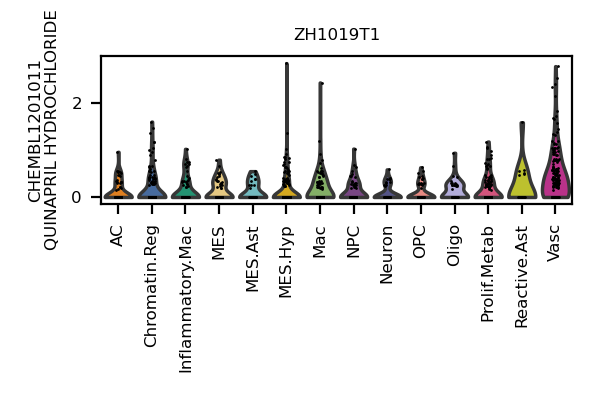 ZH1019T1
CHEMBL1201011
QUINAPRIL HYDROCHLORIDE
2
0
AC
Chromatin.Reg
Inflammatory.Mac
MES
MES.Ast
MES.Hyp
Mac
NPC
Neuron
OPC
Oligo
Prolif.Metab
Reactive.Ast
Vasc